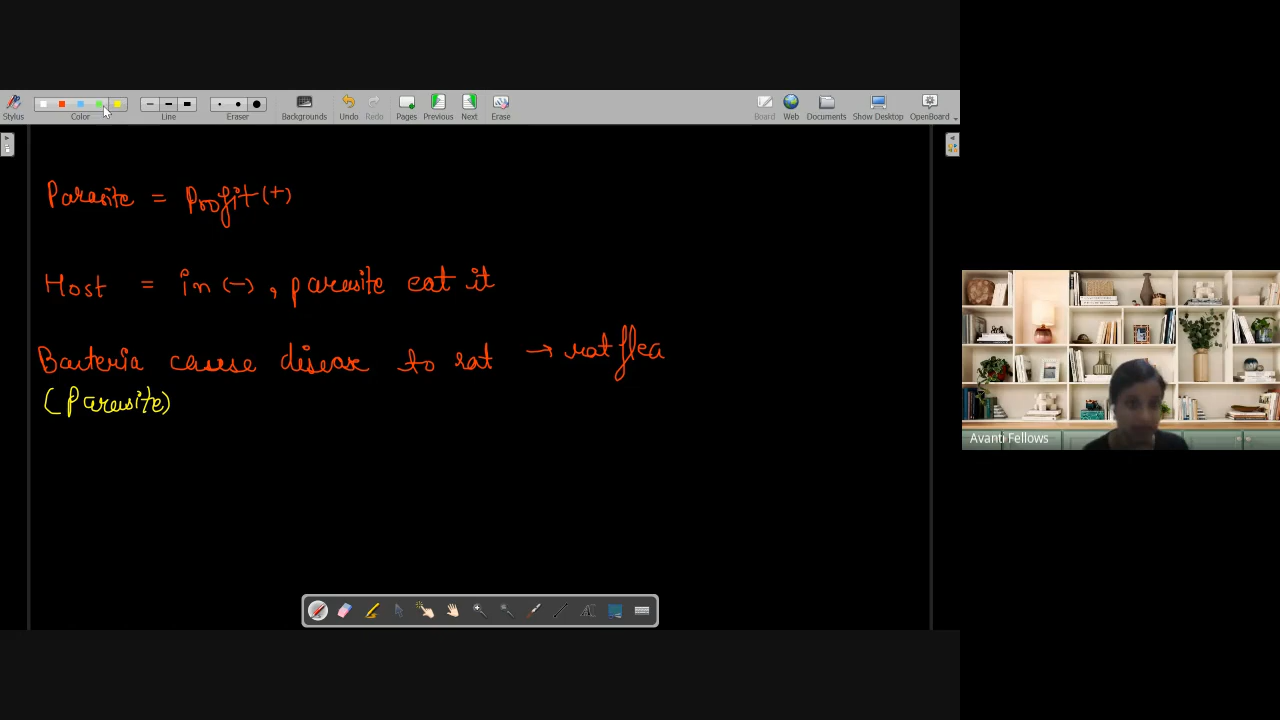 Stylus
Color
Line
Eraser
Backgrounds
Undo
Redo
Pages
Previous
Next
Erase
Board
Web
Documents
Show Desktop
OpenBoard
Parasite = Profit (+)
Host = in (-), parasite eat it
Bacteria cause disease to rat → rat flea
(Parasite)
Avanti Fellows